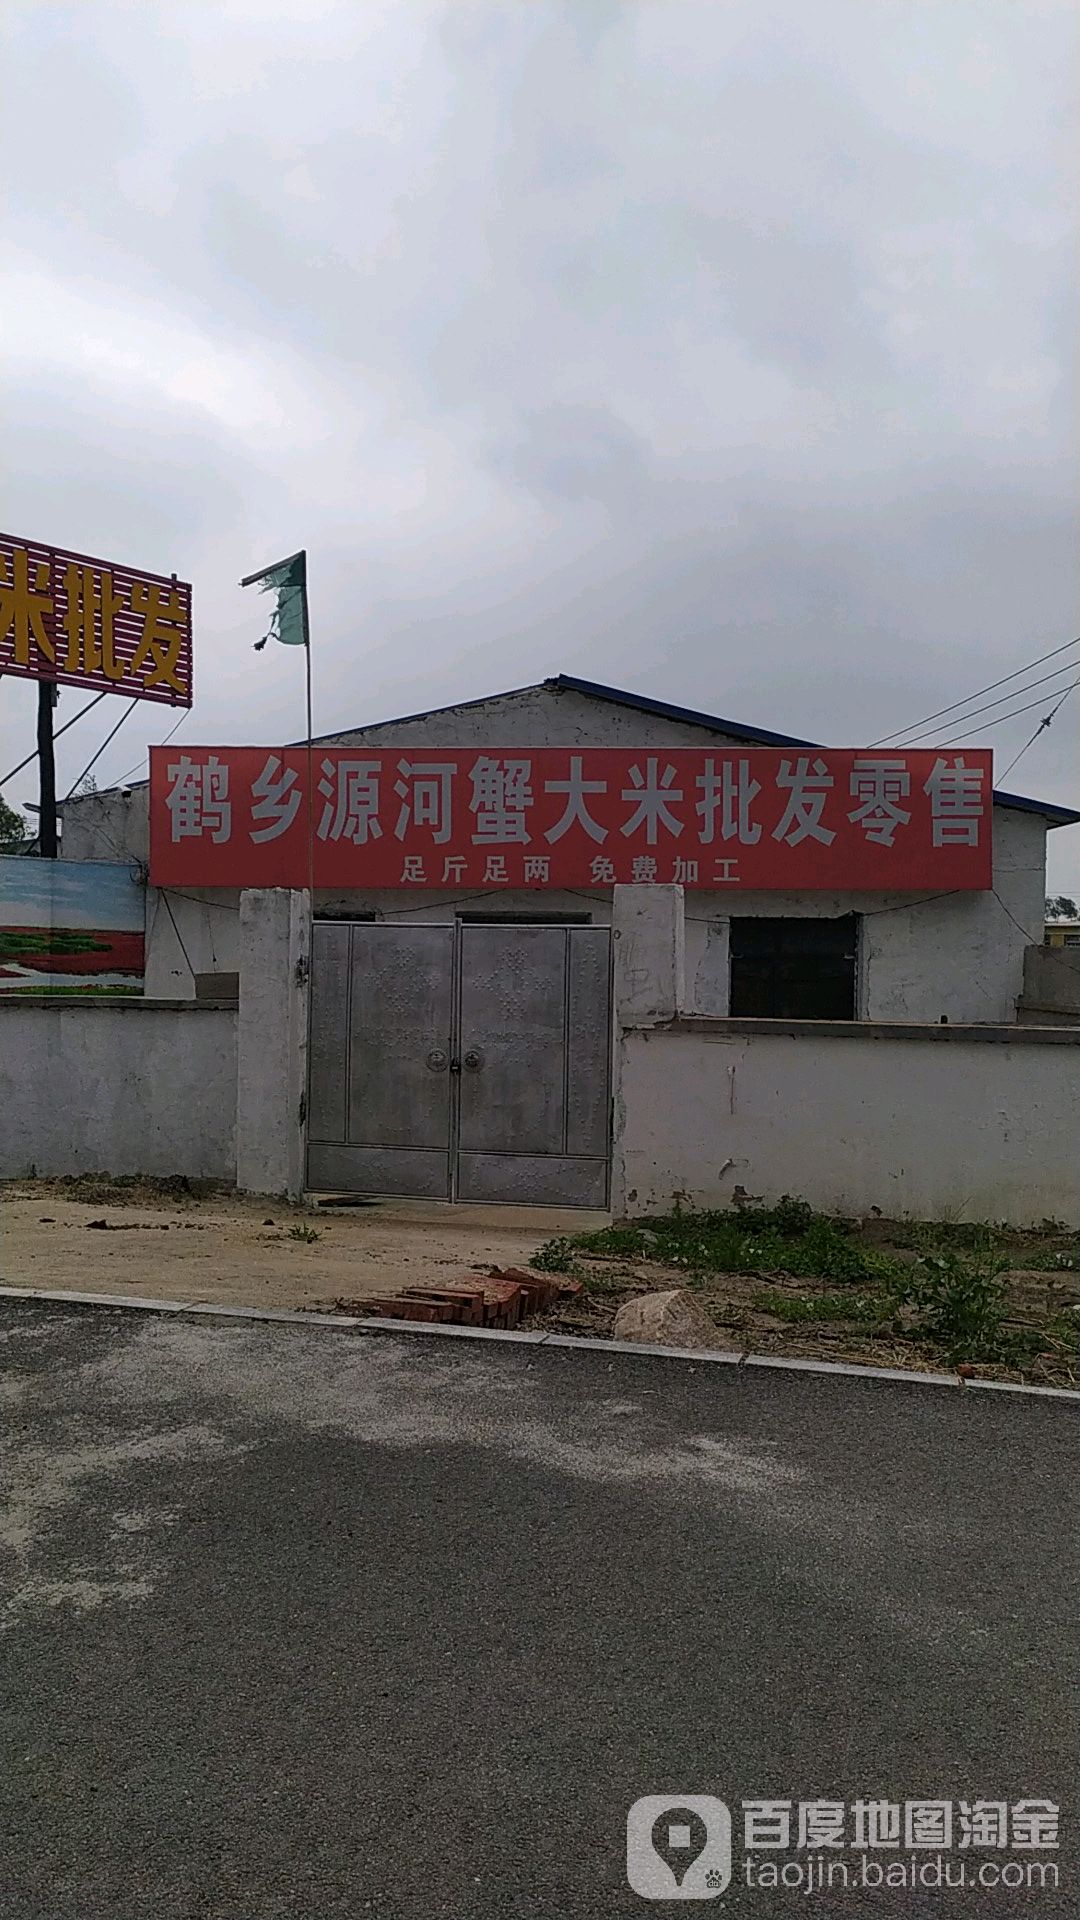 米批发
鹤乡源河蟹大米批发零售
足斤足两 免费加工
百度地图淘金
taojin.baidu.com